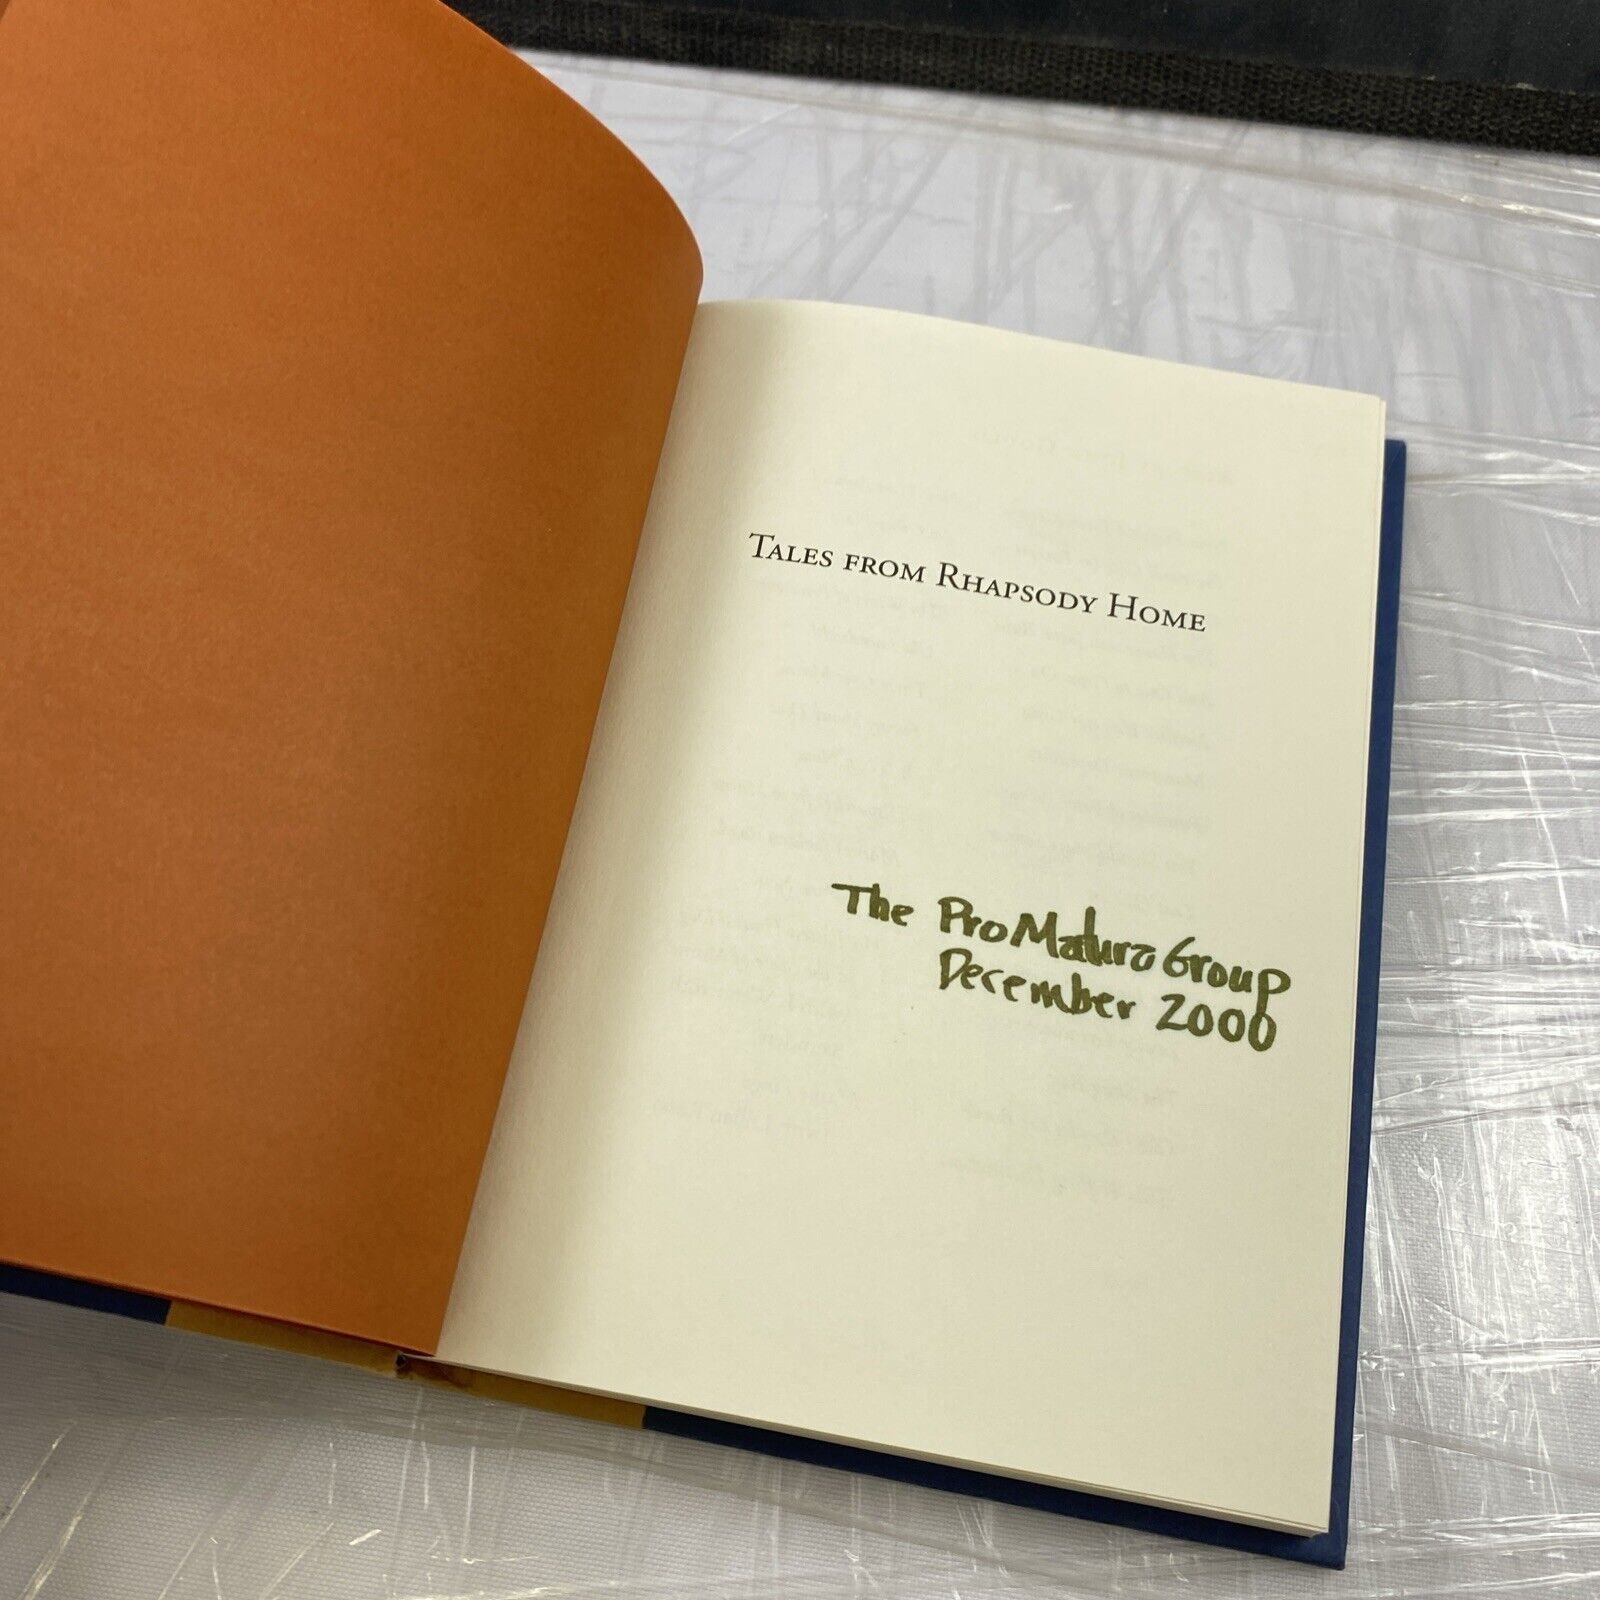 Tales from Rhapsody Home
The ProMatura Group
December 2000